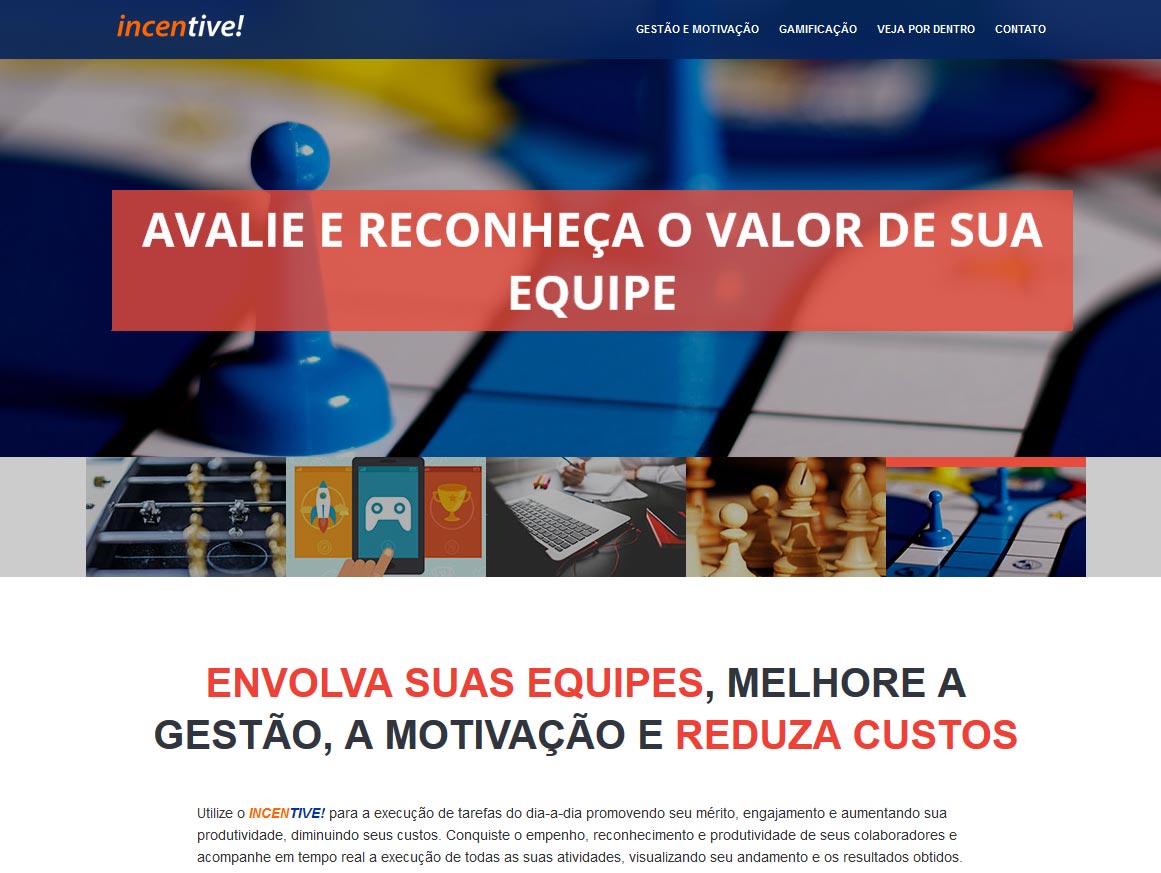 incentive!
GESTÃO E MOTIVAÇÃO GAMIFICAÇÃO VEJA POR DENTRO CONTATO
AVALIE E RECONHEÇA O VALOR DE SUA
EQUIPE
ENVOLVA SUAS EQUIPES, MELHORE A
GESTÃO, A MOTIVAÇÃO E REDUZA CUSTOS
Utilize o INCENTIVE! para a execução de tarefas do dia-a-dia promovendo seu mérito, engajamento e aumentando sua
produtividade, diminuindo seus custos. Conquiste o empenho, reconhecimento e produtividade de seus colaboradores e
acompanhe em tempo real a execução de todas as suas atividades, visualizando seu andamento e os resultados obtidos.